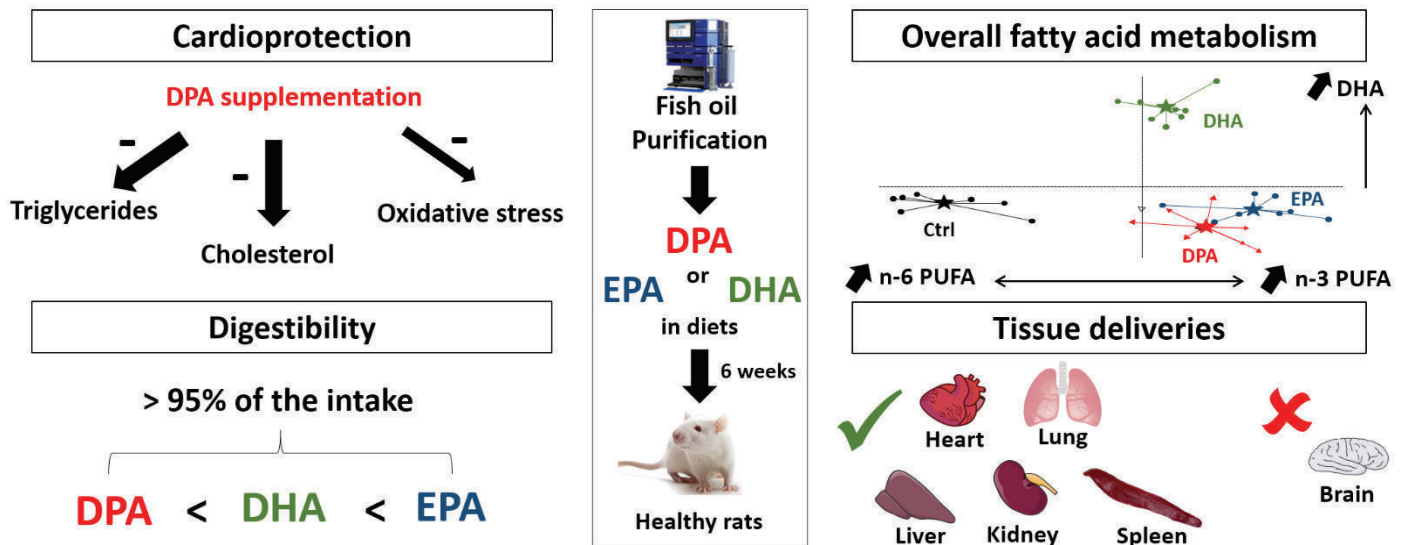 Cardioprotection
DPA supplementation
-
-
-
Triglycerides
Cholesterol
Oxidative stress
Digestibility
> 95% of the intake
DPA < DHA < EPA
Fish oil
Purification
DPA
or
EPA DHA
in diets
6 weeks
Healthy rats
Overall fatty acid metabolism
DHA
DHA
EPA
Ctrl
DPA
n-6 PUFA
n-3 PUFA
Tissue deliveries
Heart
Lung
Brain
Liver
Kidney
Spleen